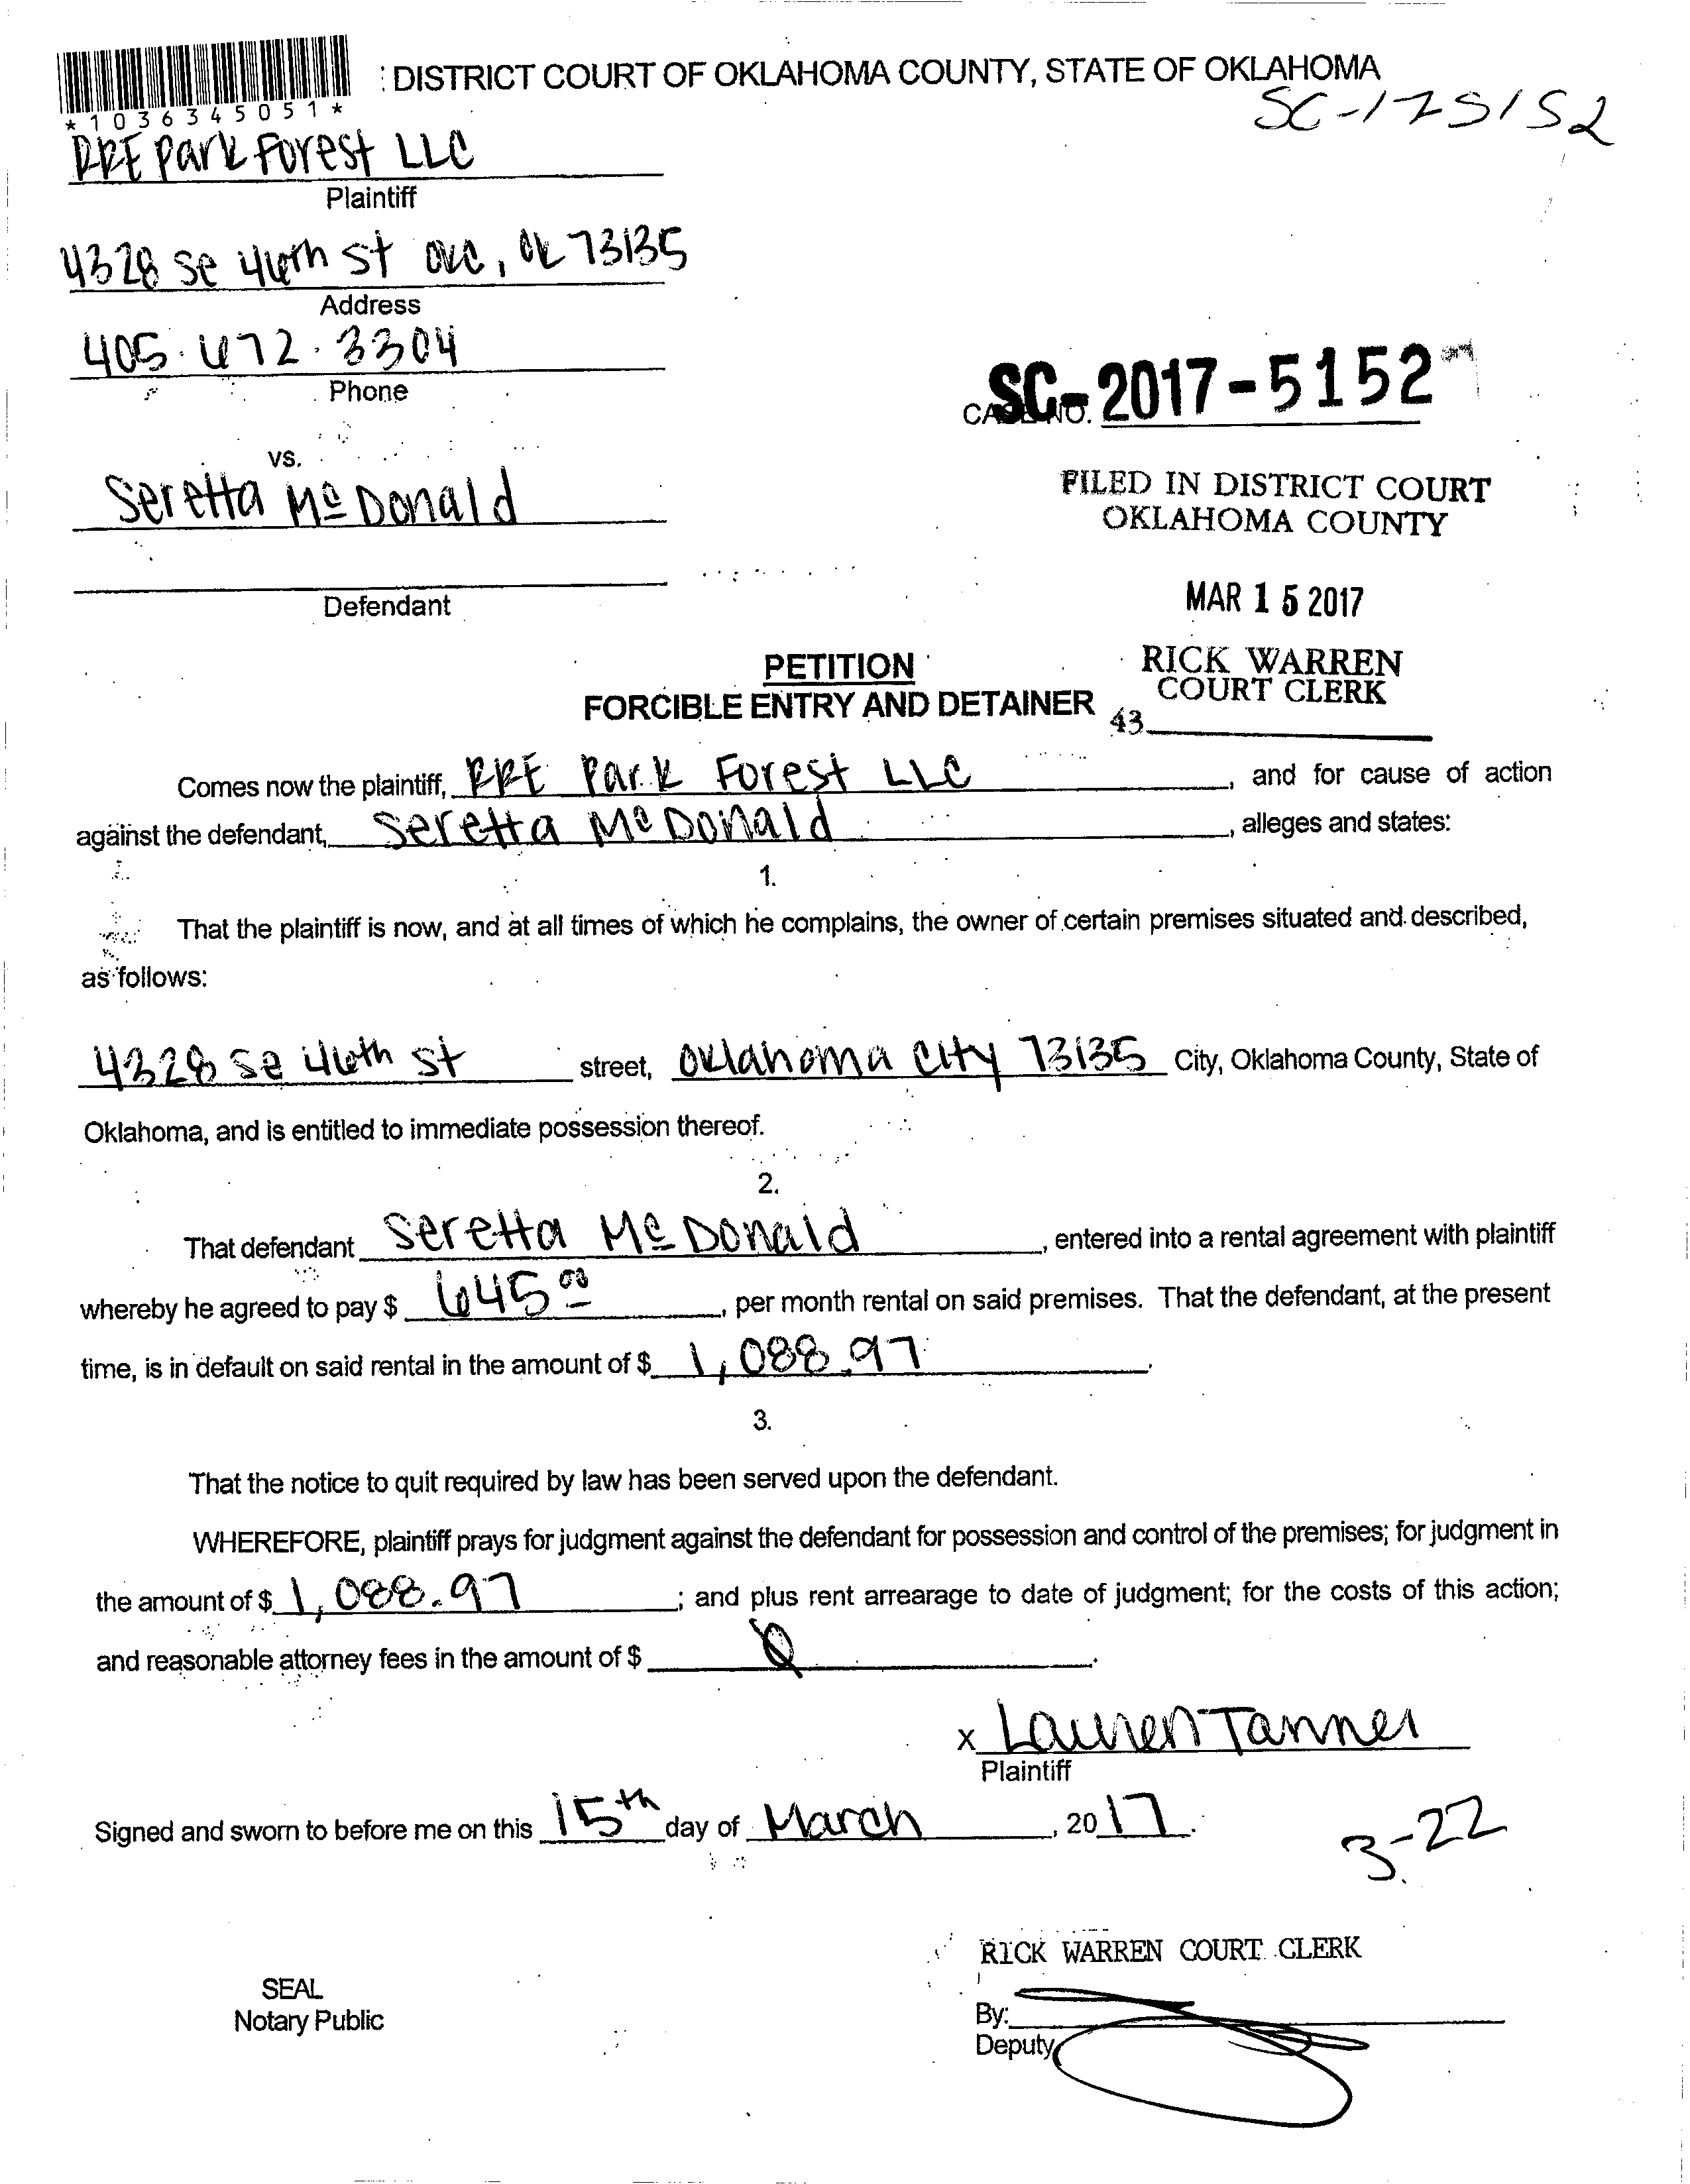 : DISTRICT COURT OF OKLAHOMA COUNTY, STATE OF OKLAHOMA
*1036345051*
SC-175152
Park Forest LLC
Plaintiff
4328 Se 46th St OKC, OK 73135
Address
405.672.3304
Phone
SC-2017-5152
CASE NO.
vs.
Seretta McDonald
FILED IN DISTRICT COURT
OKLAHOMA COUNTY
Defendant
MAR 15 2017
PETITION
RICK WARREN
COURT CLERK
FORCIBLE ENTRY AND DETAINER
43
Comes now the plaintiff, Park Forest LLC, and for cause of action
against the defendant, Seretta McDonald, alleges and states:
1.
That the plaintiff is now, and at all times of which he complains, the owner of certain premises situated and described,
as follows:
4328 Se 46th St street, Oklahoma City 73135 City, Oklahoma County, State of
Oklahoma, and is entitled to immediate possession thereof.
2.
That defendant Seretta McDonald, entered into a rental agreement with plaintiff
whereby he agreed to pay $ 645.00, per month rental on said premises. That the defendant, at the present
time, is in default on said rental in the amount of $ 1,088.97.
3.
That the notice to quit required by law has been served upon the defendant.
WHEREFORE, plaintiff prays for judgment against the defendant for possession and control of the premises; for judgment in
the amount of $ 1,088.97; and plus rent arrearage to date of judgment; for the costs of this action;
and reasonable attorney fees in the amount of $ 0.
x Lauren Tanner
Plaintiff
Signed and sworn to before me on this 15th day of March, 2017.
3-22
RICK WARREN COURT CLERK
SEAL
Notary Public
By:
Deputy